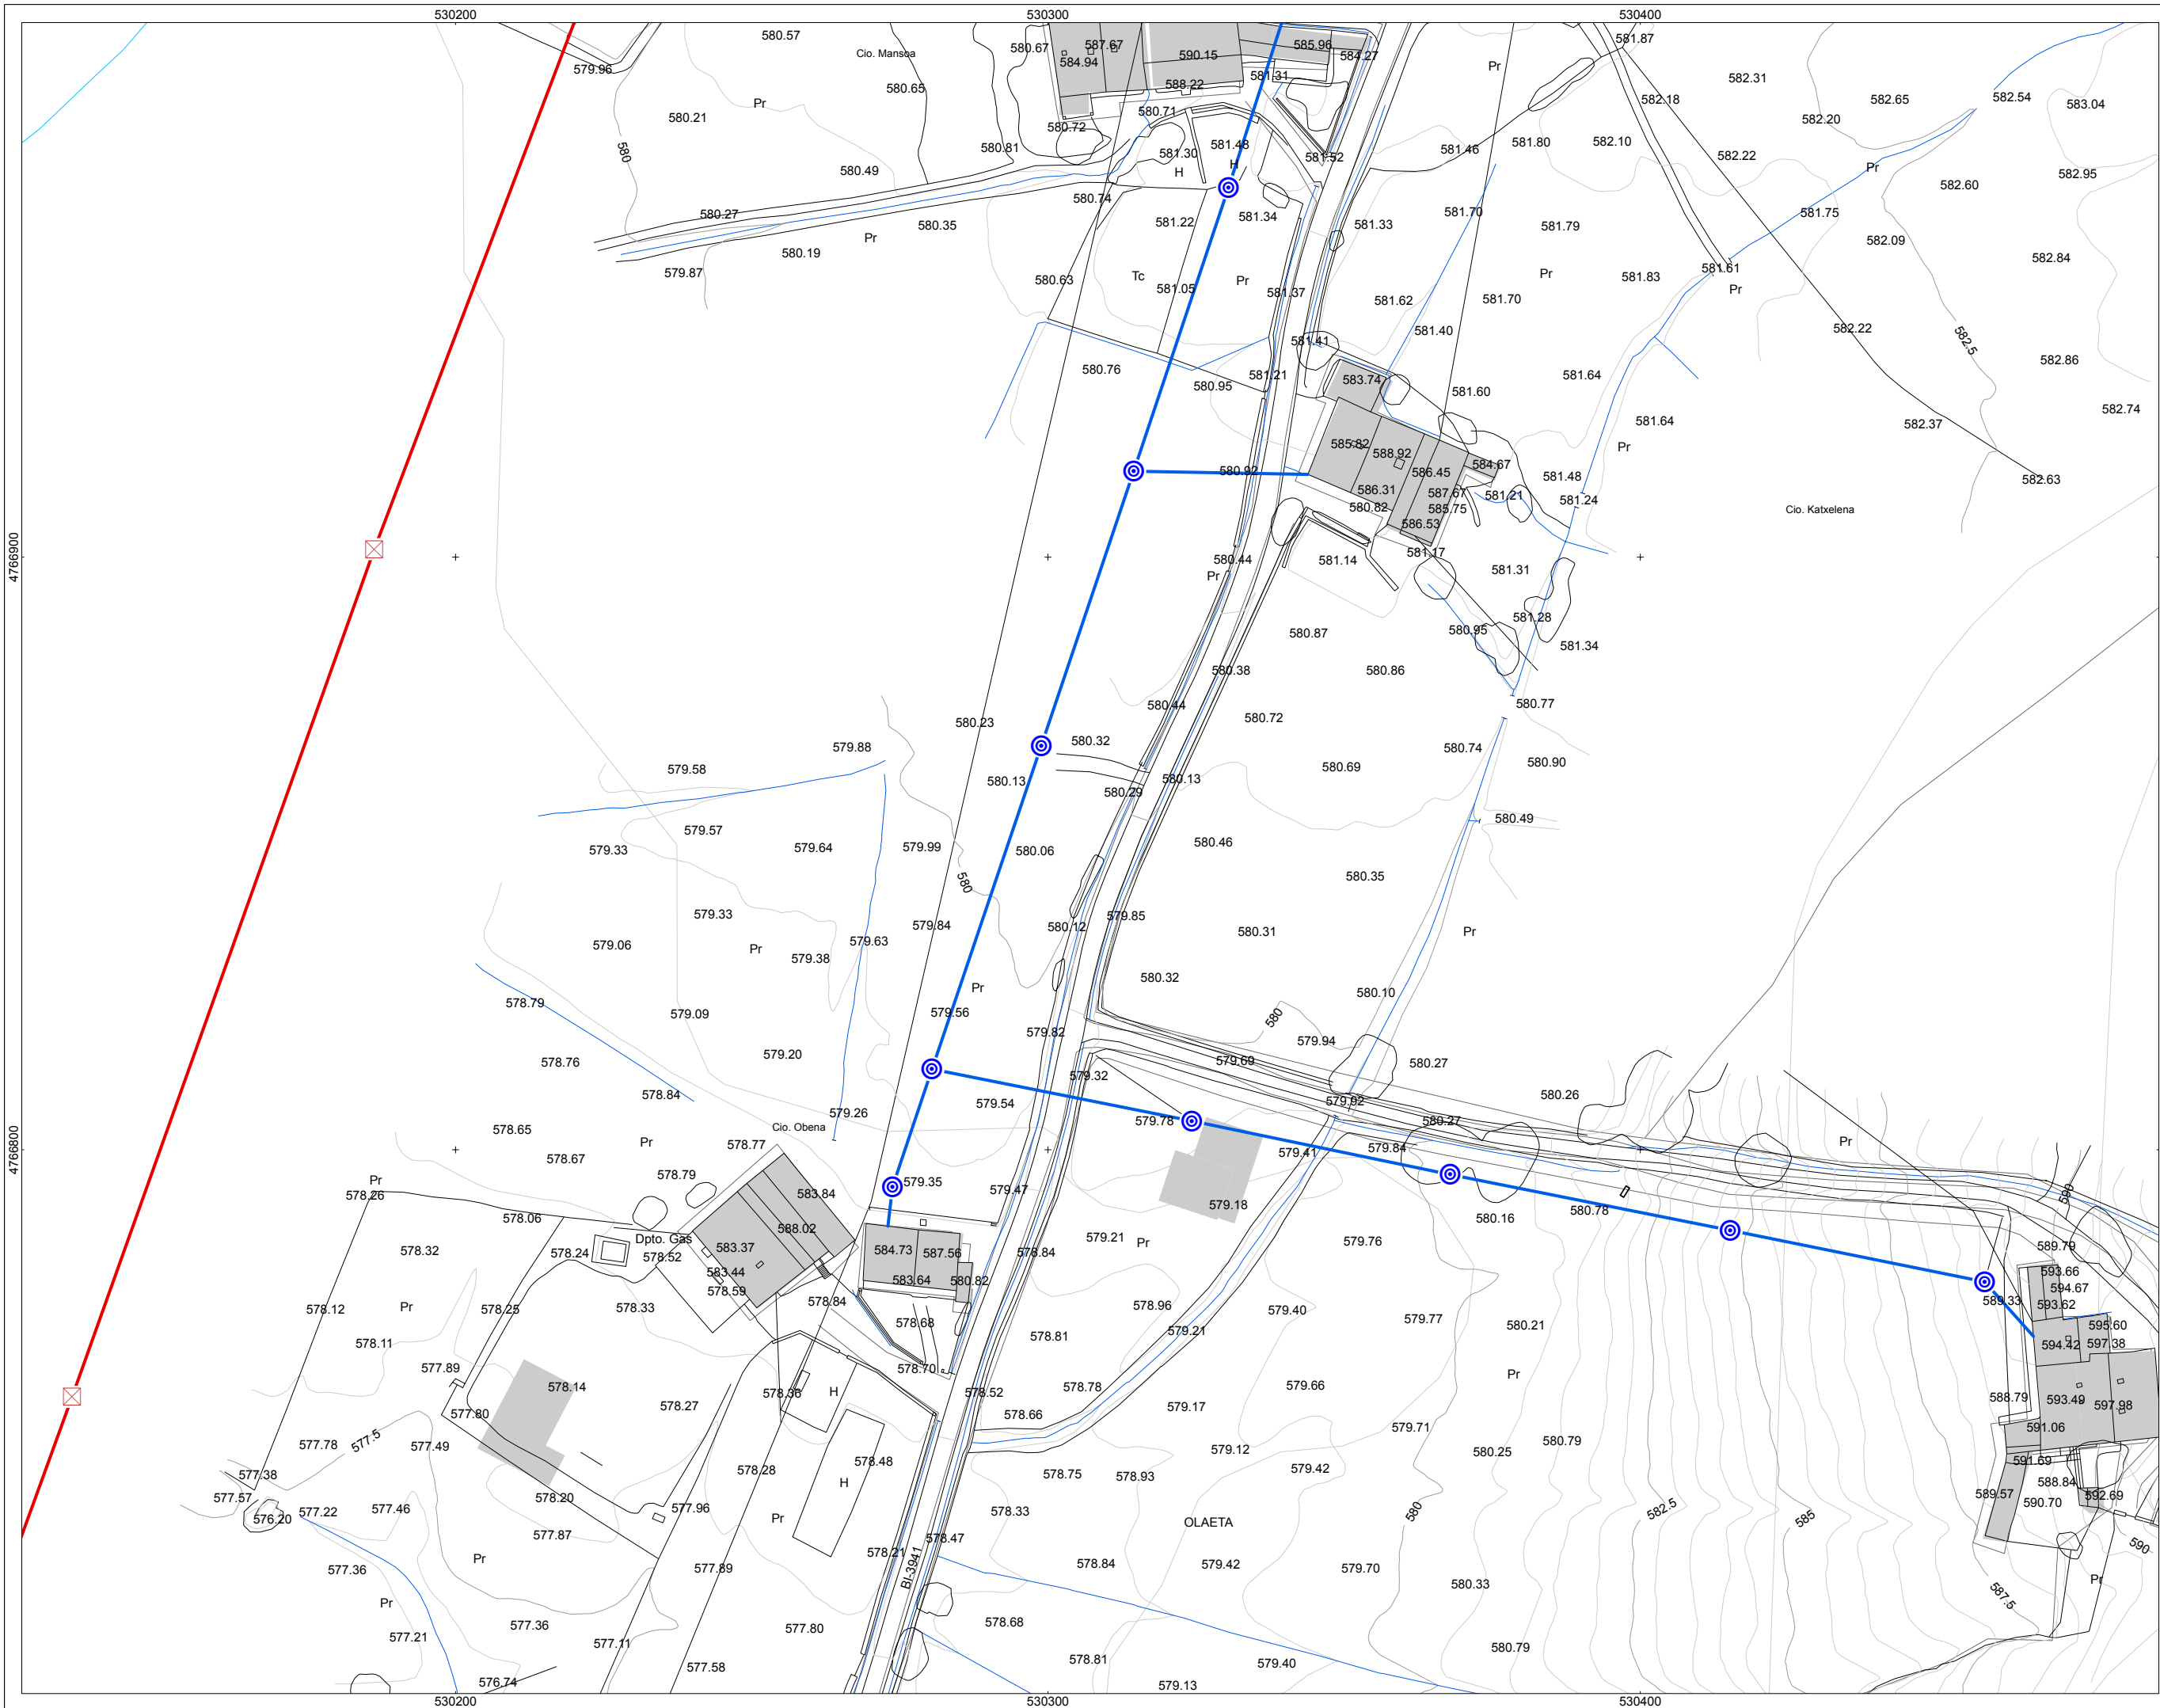 530200 530300 530400
580.57 Cio. Mansoa 580.67 587.67 590.15 585.96 584.27 581.87
579.96 584.94 588.22 581.31 Pr 582.31
580.65 582.18 582.65 582.54 583.04
580.21 Pr 580.71 582.20
580.72 581.48 581.52 581.46 581.80 582.10 582.22
580 580.81 581.30 H H Pr
580.49 582.60 582.95
580.27 580.74 581.22 581.34 581.33 581.70 581.79 581.75
580.35 Pr 580.19 582.09 582.84
579.87 580.63 Tc 581.05 Pr 581.37 581.62 581.70 Pr 581.83 581.61 Pr
581.41 581.40 582.22 582.5
580.76 580.95 581.21 583.74 581.60 581.64 582.86
581.64 582.37 582.74
585.82 588.92 586.45 584.67 Pr
580.92 586.31 587.67 581.21 581.48 581.24 582.63
580.82 585.75 586.53 Cio. Katxelena
4766900 580.44 581.14 581.17 581.31
Pr 581.28
580.87 580.95 581.34
580.38 580.86
580.44 580.72 580.77
580.23 580.32 580.74
579.88 580.13 580.13 580.69 580.90
579.58 580.29
579.57 579.64 579.99 580.06 580.46 580.49
579.33 580 580.35
579.33 579.84 580.12 579.85 580.31 Pr
579.06 Pr 579.38 579.63 580.32
578.79 579.09 Pr 579.56 580.10
579.20 579.82 580 579.94
578.76 579.32 579.69 580.27
578.84 579.26 579.54 579.78 579.92 580.27 580.26
578.65 Cio. Obena Pr
4766800 578.67 Pr 578.77 579.41 579.84
Pr 578.26 578.79 583.84 579.35 579.47 579.18 590
578.06 588.02 580.16 580.78
578.32 578.24 Dpto. Gas 578.52 583.37 584.73 587.56 578.84 579.21 Pr 579.76 589.79
583.44 583.64 580.82 593.66
578.12 Pr 578.25 578.33 578.59 578.84 578.96 579.40 589.33 594.67 593.62
578.68 578.81 579.21 579.77 580.21 595.60
578.11 594.42 597.38
577.89 578.14 578.36 H 578.70 578.52 578.78 579.66 Pr
577.80 578.27 578.66 579.17 579.71 588.79 593.49 597.98
577.78 577.5 577.49 579.12 580.25 580.79 591.06
577.38 578.28 578.48 578.75 578.93 579.42 591.69
577.57 578.20 H 588.84
577.22 577.46 577.96 578.33 580 582.5 585 589.57 590.70 592.69
576.20 577.87 Pr OLAETA
Pr 578.21 578.47 590
577.36 577.89 BI-3941 578.84 579.42 579.70 580.33 587.5 Pr
Pr 577.36 577.80 578.68
577.21 577.11 580.79
577.58 578.81 579.40
576.74 579.13
530200 530300 530400